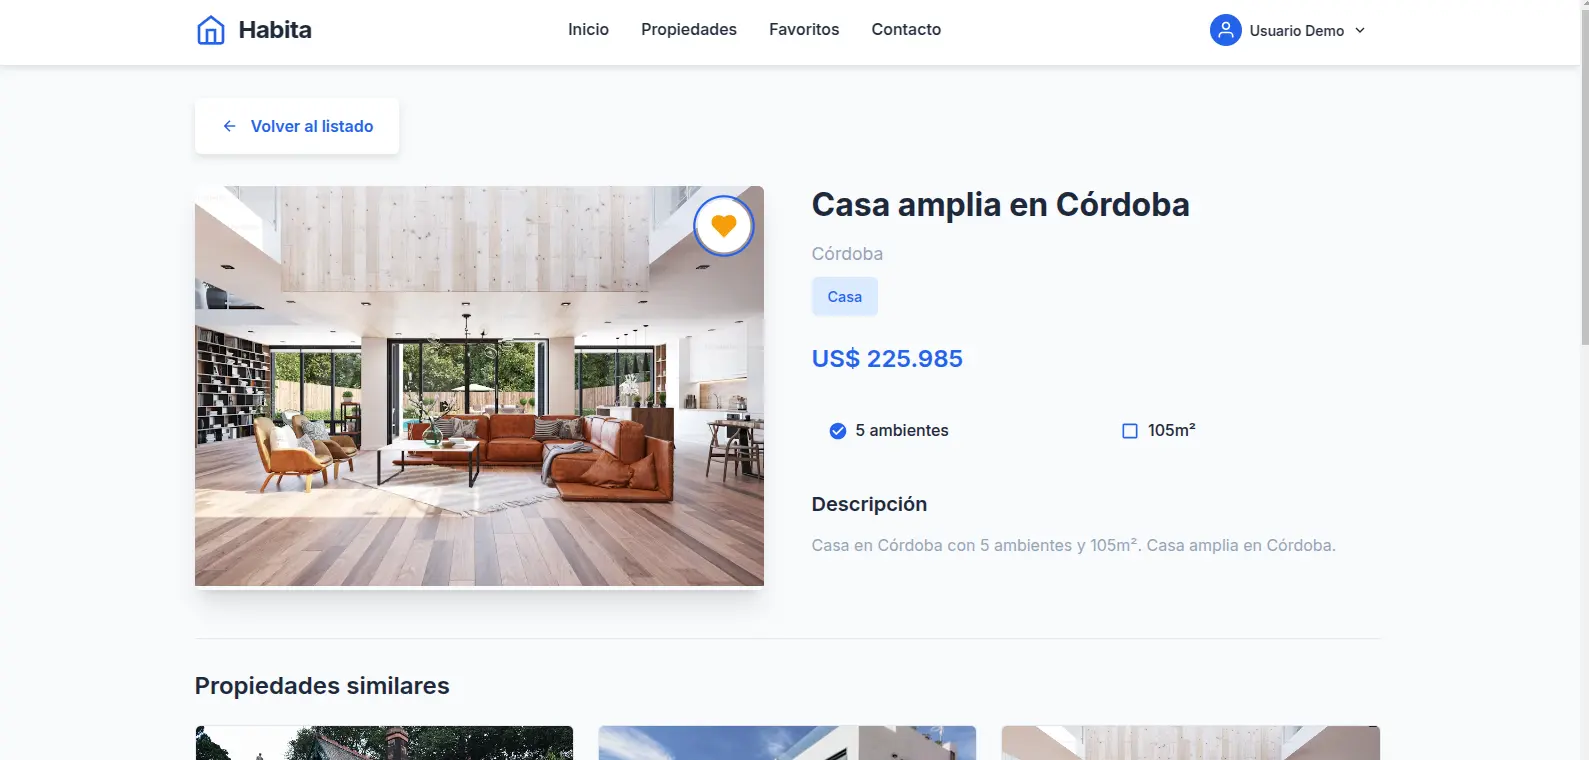 Habita
Inicio
Propiedades
Favoritos
Contacto
Usuario Demo
Volver al listado
Casa amplia en Córdoba
Córdoba
Casa
US$ 225.985
5 ambientes
105m²
Descripción
Casa en Córdoba con 5 ambientes y 105m². Casa amplia en Córdoba.
Propiedades similares